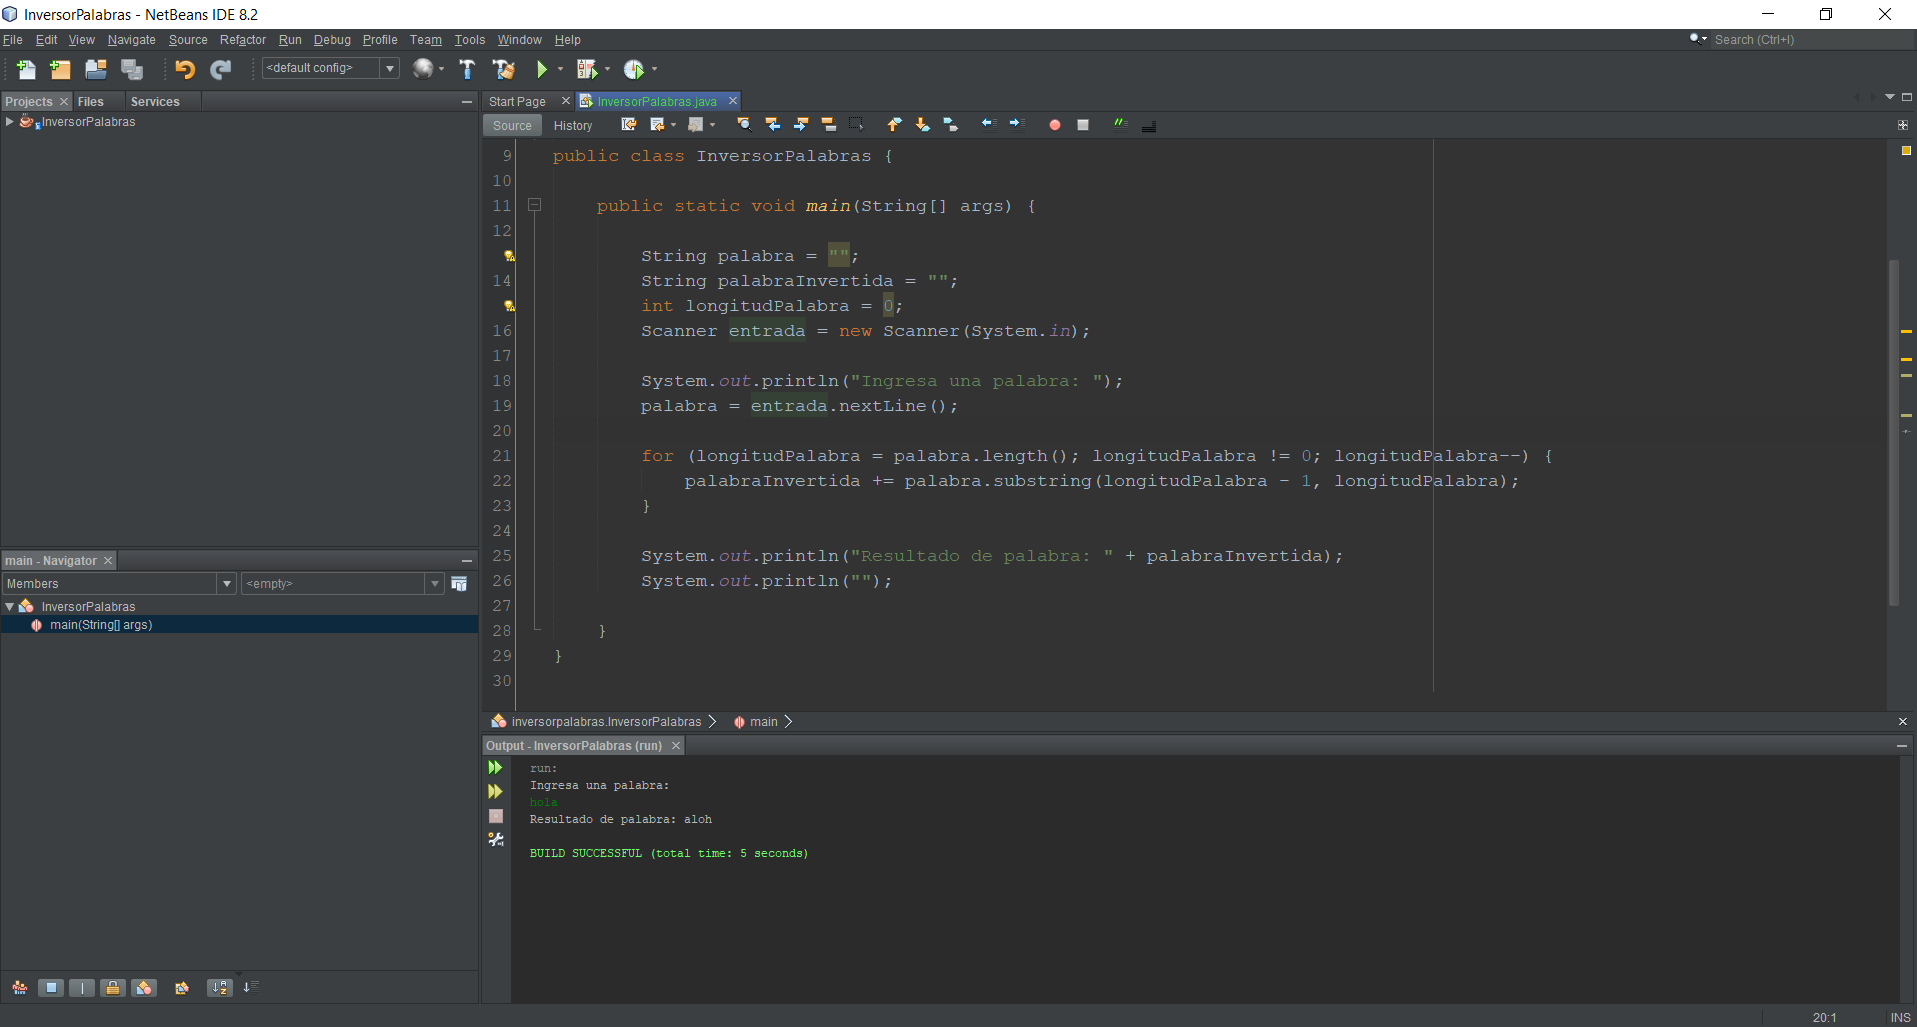 InversorPalabras - NetBeans IDE 8.2
File Edit View Navigate Source Refactor Run Debug Profile Team Tools Window Help
Search (Ctrl+I)
<default config>
Projects Files Services
InversorPalabras
Start Page InversorPalabras.java
Source History
9 public class InversorPalabras {
10
11 public static void main(String[] args) {
12
String palabra = "";
14 String palabraInvertida = "";
int longitudPalabra = 0;
16 Scanner entrada = new Scanner(System.in);
17
18 System.out.println("Ingresa una palabra: ");
19 palabra = entrada.nextLine();
20
21 for (longitudPalabra = palabra.length(); longitudPalabra != 0; longitudPalabra--) {
22 palabraInvertida += palabra.substring(longitudPalabra - 1, longitudPalabra);
23 }
24
25 System.out.println("Resultado de palabra: " + palabraInvertida);
26 System.out.println("");
27
28 }
29 }
30
main - Navigator
Members <empty>
InversorPalabras
main(String[] args)
inversorpalabras.InversorPalabras main
Output - InversorPalabras (run)
run:
Ingresa una palabra:
hola
Resultado de palabra: aloh
BUILD SUCCESSFUL (total time: 5 seconds)
20:1 INS